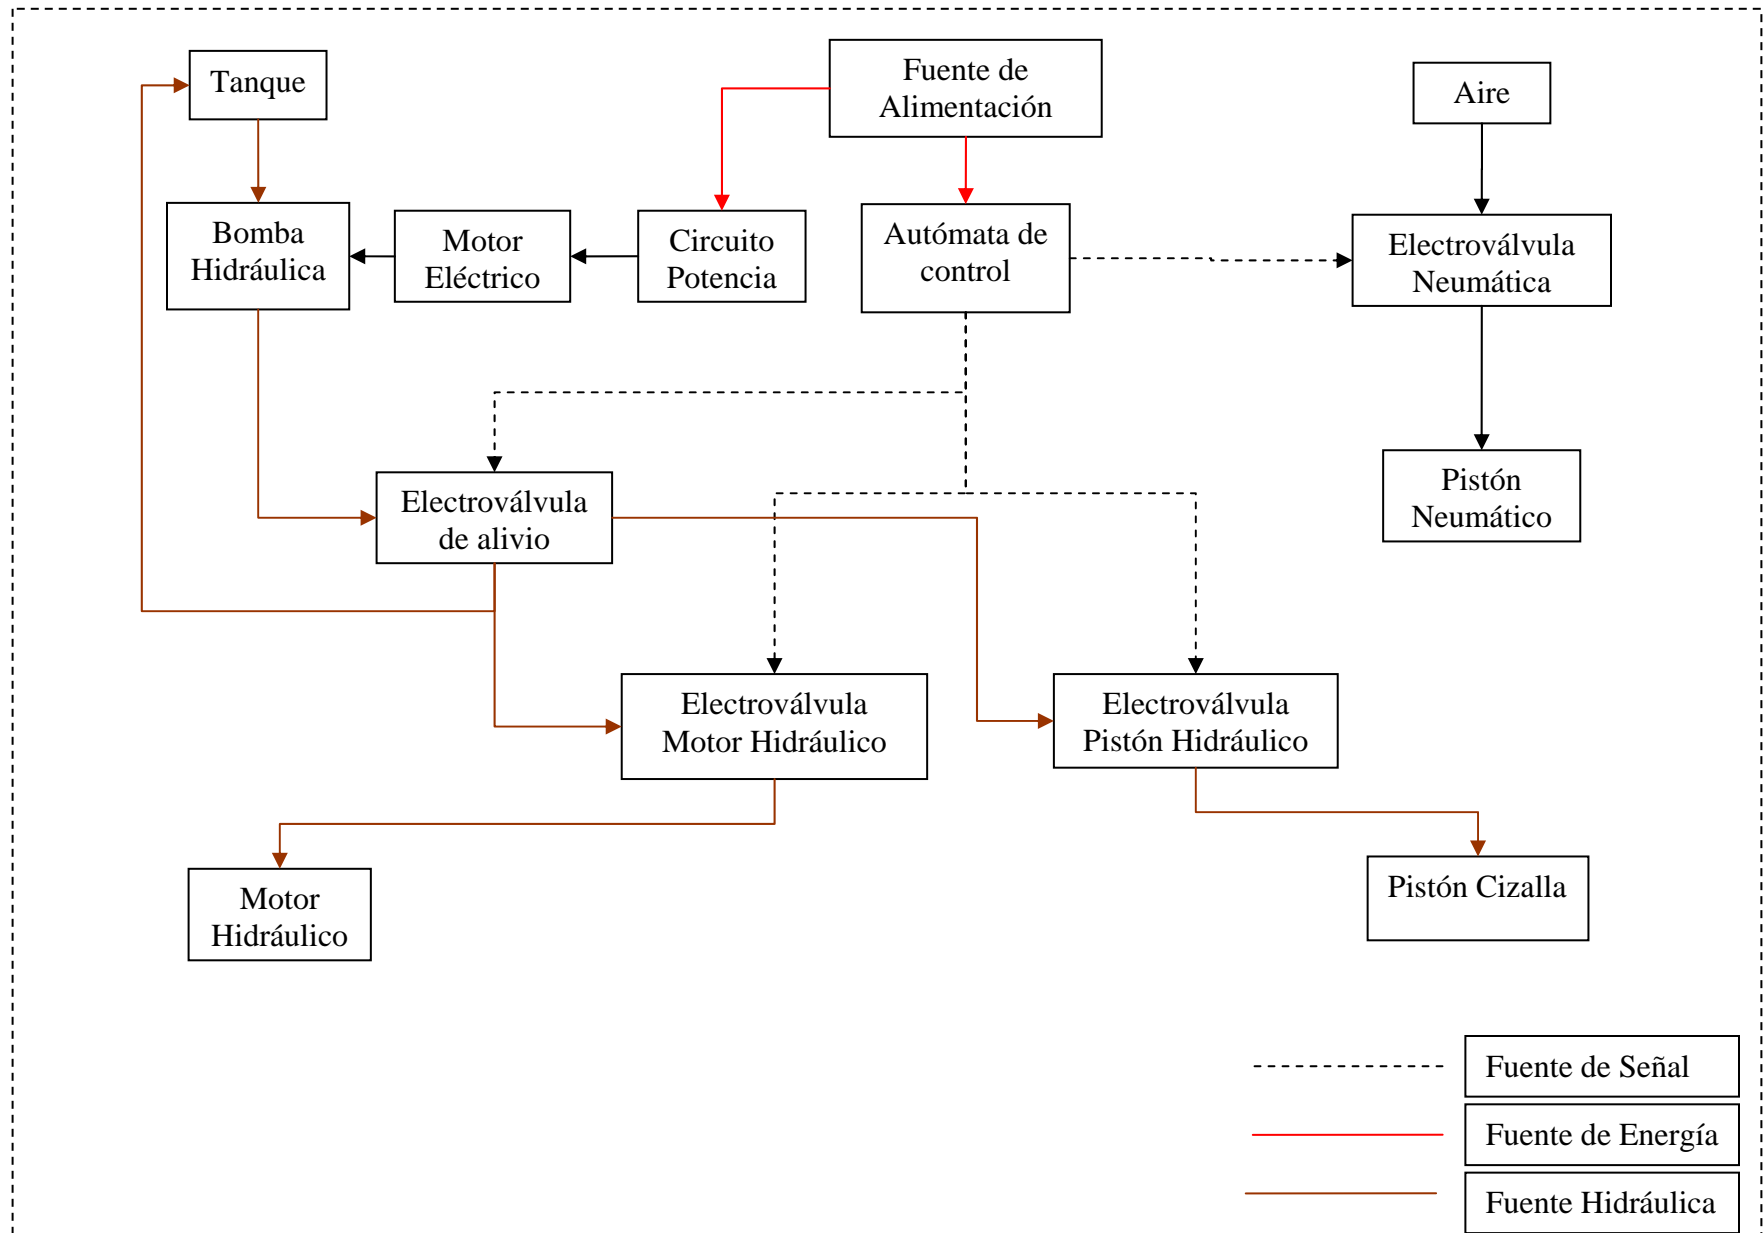 Tanque
Fuente de
Alimentación
Aire
Bomba
Hidráulica
Motor
Eléctrico
Circuito
Potencia
Autómata de
control
Electroválvula
Neumática
Electroválvula
de alivio
Pistón
Neumático
Electroválvula
Motor Hidráulico
Electroválvula
Pistón Hidráulico
Motor
Hidráulico
Pistón Cizalla
Fuente de Señal
Fuente de Energía
Fuente Hidráulica